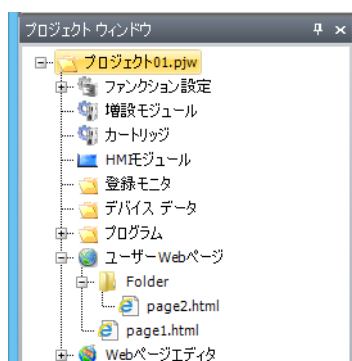 プロジェクト ウィンドウ
プロジェクト01.pjw
ファンクション設定
増設モジュール
カートリッジ
HMIモジュール
登録モニタ
デバイス データ
プログラム
ユーザーWebページ
Folder
page2.html
page1.html
Webページエディタ